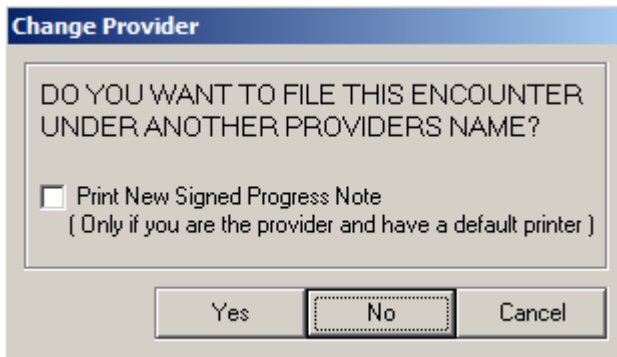 Change Provider
DO YOU WANT TO FILE THIS ENCOUNTER
UNDER ANOTHER PROVIDERS NAME?
Print New Signed Progress Note
( Only if you are the provider and have a default printer )
Yes No Cancel